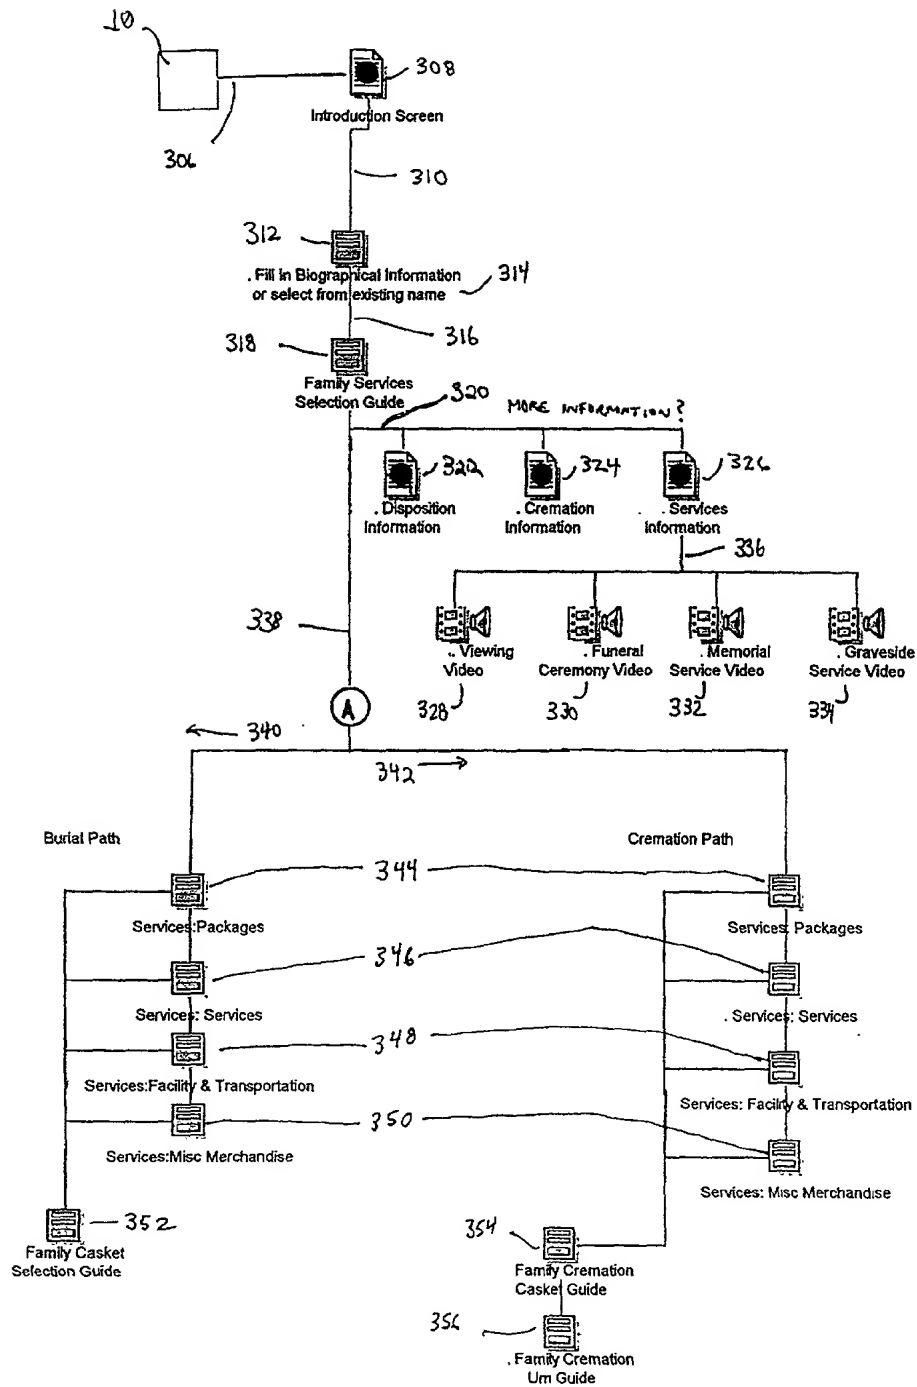 10
308
Introduction Screen
306
310
312
. Fill in Biographical Information
or select from existing name
314
316
318
Family Services
Selection Guide
320
MORE INFORMATION?
322
324
326
. Disposition
Information
. Cremation
Information
. Services
Information
336
338
. Viewing
Video
. Funeral
Ceremony Video
. Memorial
Service Video
. Graveside
Service Video
328
330
332
334
A
340
342
Burial Path
Cremation Path
344
Services:Packages
Services: Packages
346
Services: Services
. Services: Services
348
Services:Facility & Transportation
Services: Facility & Transportation
350
Services:Misc Merchandise
Services: Misc Merchandise
352
Family Casket
Selection Guide
354
Family Cremation
Casket Guide
356
. Family Cremation
Urn Guide